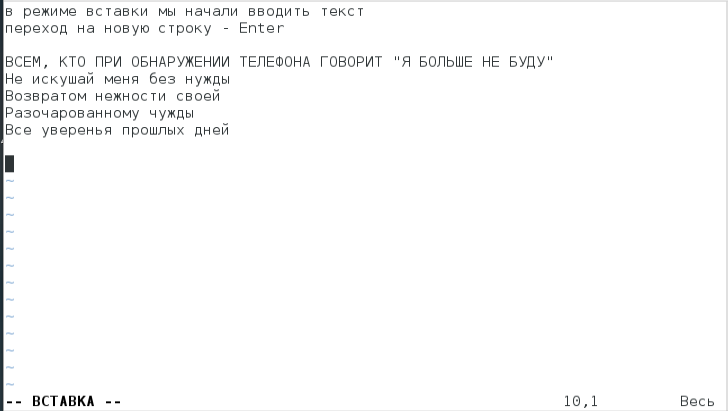 в режиме вставки мы начали вводить текст
переход на новую строку - Enter
ВСЕМ, КТО ПРИ ОБНАРУЖЕНИИ ТЕЛЕФОНА ГОВОРИТ "Я БОЛЬШЕ НЕ БУДУ"
Не искушай меня без нужды
Возвратом нежности своей
Разочарованному чужды
Все уверенья прошлых дней
~
~
~
~
~
~
~
~
~
~
~
~
~
-- ВСТАВКА -- 10,1 Весь